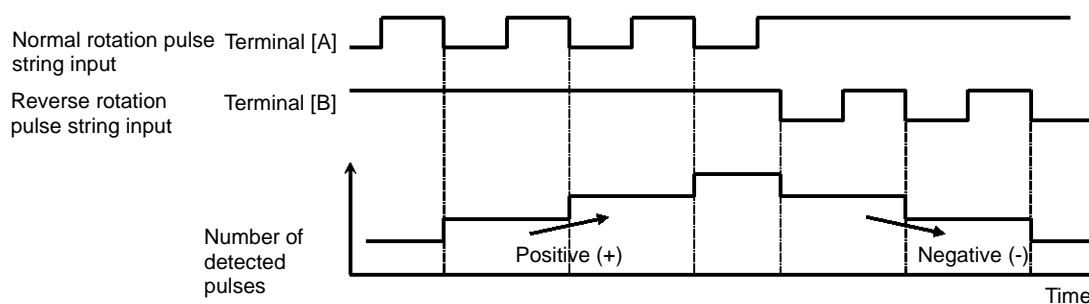 Normal rotation pulse
string input
Terminal [A]
Reverse rotation
pulse string input
Terminal [B]
Number of
detected
pulses
Positive (+)
Negative (-)
Time